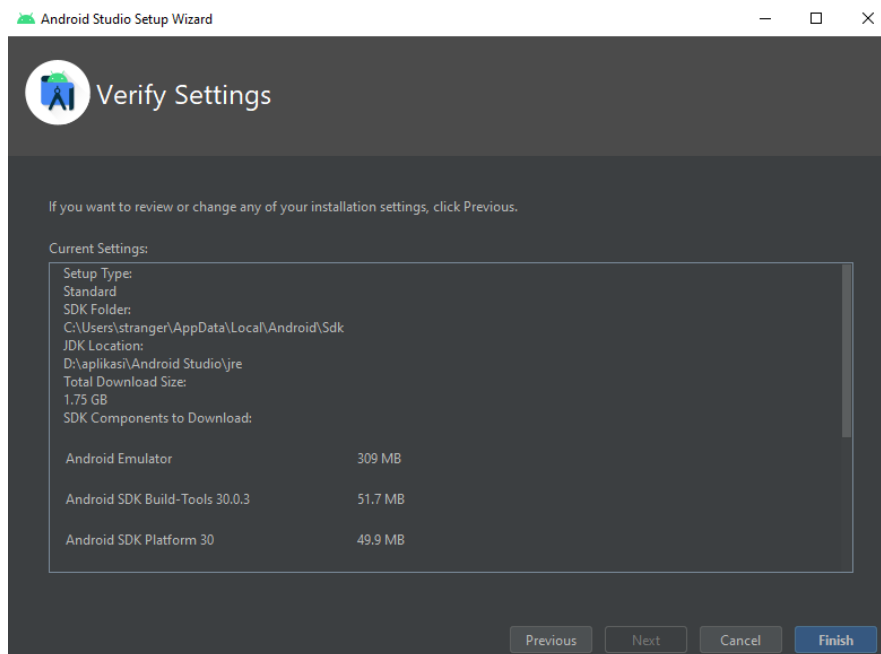 Android Studio Setup Wizard
Verify Settings
If you want to review or change any of your installation settings, click Previous.
Current Settings:
Setup Type:
Standard
SDK Folder:
C:\Users\stranger\AppData\Local\Android\Sdk
JDK Location:
D:\aplikasi\Android Studio\jre
Total Download Size:
1.75 GB
SDK Components to Download:
Android Emulator 309 MB
Android SDK Build-Tools 30.0.3 51.7 MB
Android SDK Platform 30 49.9 MB
Previous Next Cancel Finish